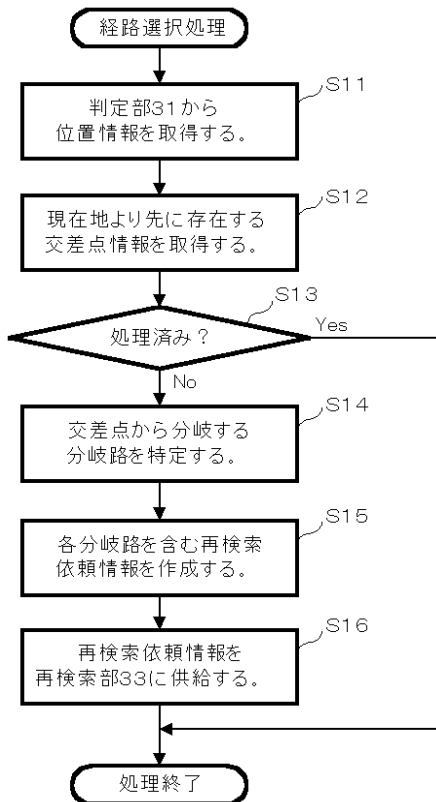 経路選択処理
S11
判定部31から
位置情報を取得する。
S12
現在地より先に存在する
交差点情報を取得する。
S13
処理済み？
Yes
No
S14
交差点から分岐する
分岐路を特定する。
S15
各分岐路を含む再検索
依頼情報を作成する。
S16
再検索依頼情報を
再検索部33に供給する。
処理終了